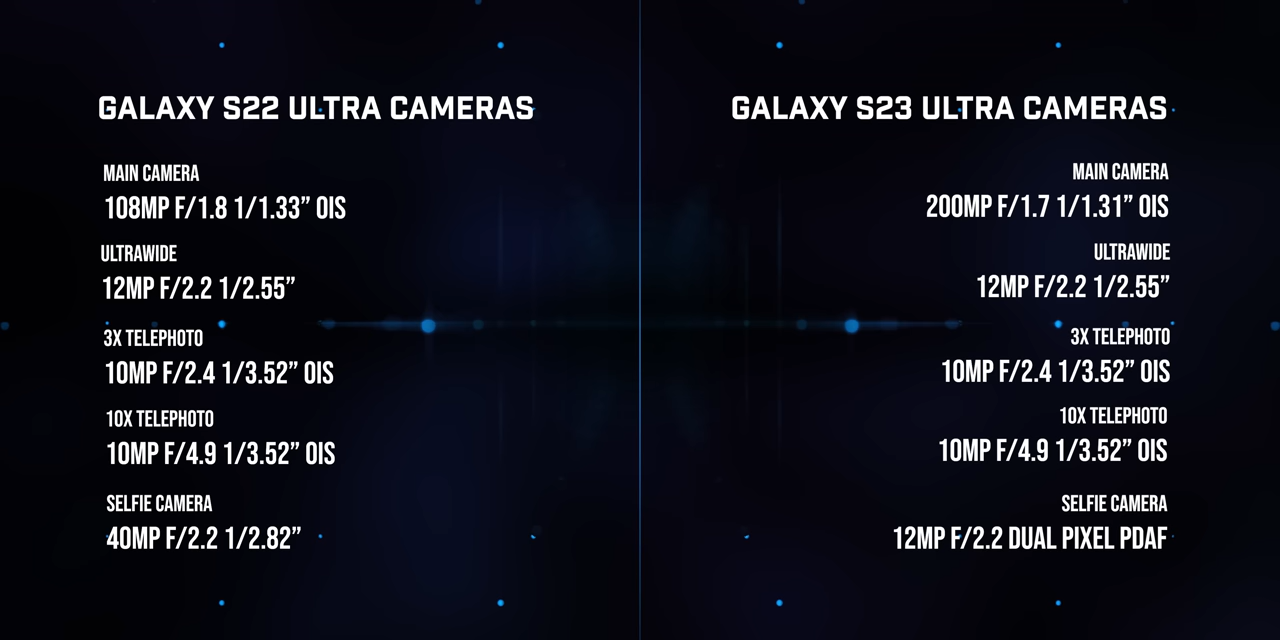 GALAXY S22 ULTRA CAMERAS
MAIN CAMERA
108MP F/1.8 1/1.33” OIS
ULTRAWIDE
12MP F/2.2 1/2.55”
3X TELEPHOTO
10MP F/2.4 1/3.52” OIS
10X TELEPHOTO
10MP F/4.9 1/3.52” OIS
SELFIE CAMERA
40MP F/2.2 1/2.82”
GALAXY S23 ULTRA CAMERAS
MAIN CAMERA
200MP F/1.7 1/1.31” OIS
ULTRAWIDE
12MP F/2.2 1/2.55”
3X TELEPHOTO
10MP F/2.4 1/3.52” OIS
10X TELEPHOTO
10MP F/4.9 1/3.52” OIS
SELFIE CAMERA
12MP F/2.2 DUAL PIXEL PDAF